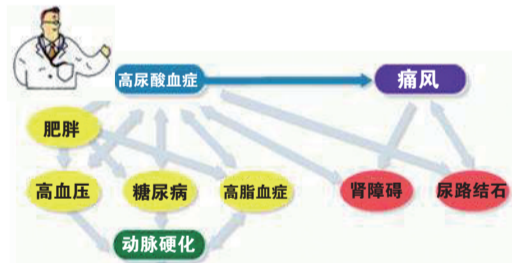 高尿酸血症
痛风
肥胖
高血压
糖尿病
高脂血症
肾障碍
尿路结石
动脉硬化